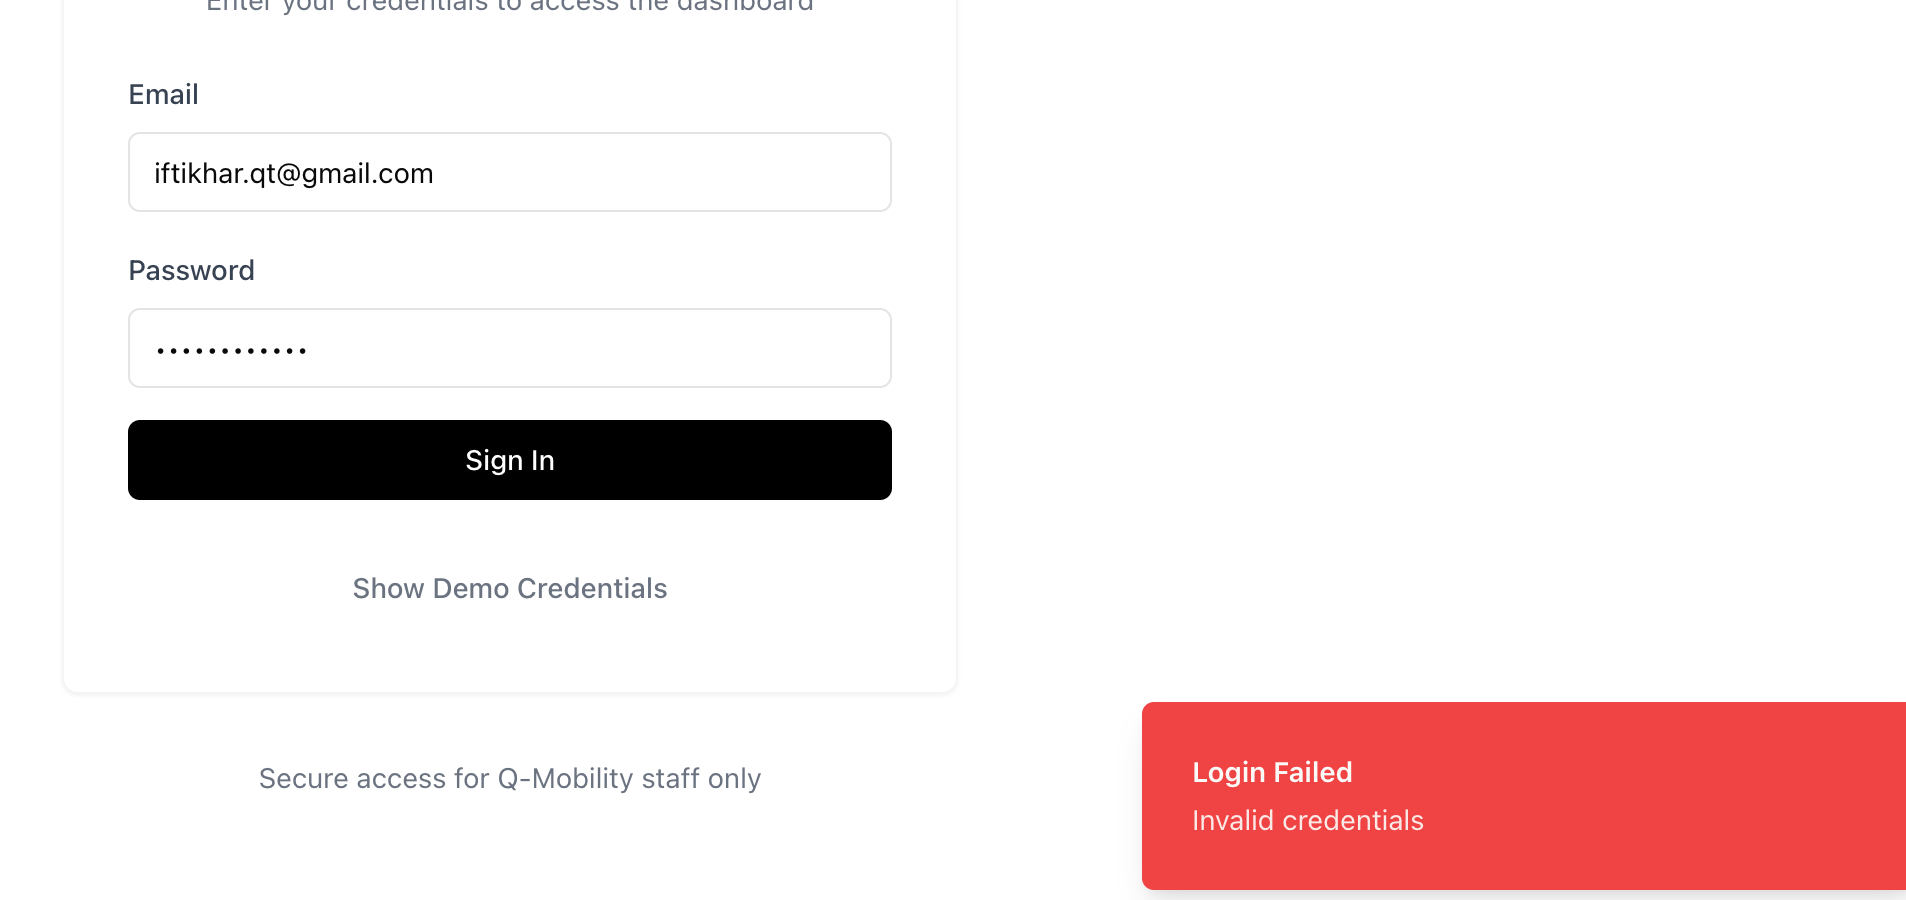 Enter your credentials to access the dashboard
Email
iftikhar.qt@gmail.com
Password
••••••••••••
Sign In
Show Demo Credentials
Secure access for Q-Mobility staff only
Login Failed
Invalid credentials